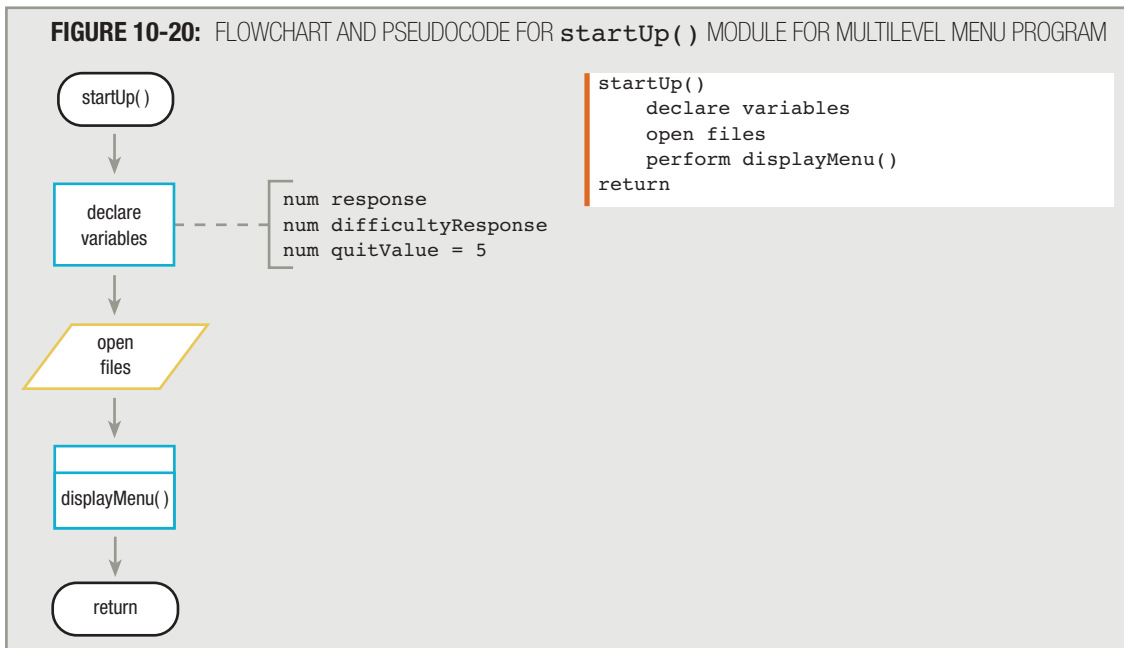 FIGURE 10-20: FLOWCHART AND PSEUDOCODE FOR startUp() MODULE FOR MULTILEVEL MENU PROGRAM
startUp( )
declare
variables
num response
num difficultyResponse
num quitValue = 5
open
files
displayMenu( )
return
startUp()
declare variables
open files
perform displayMenu()
return